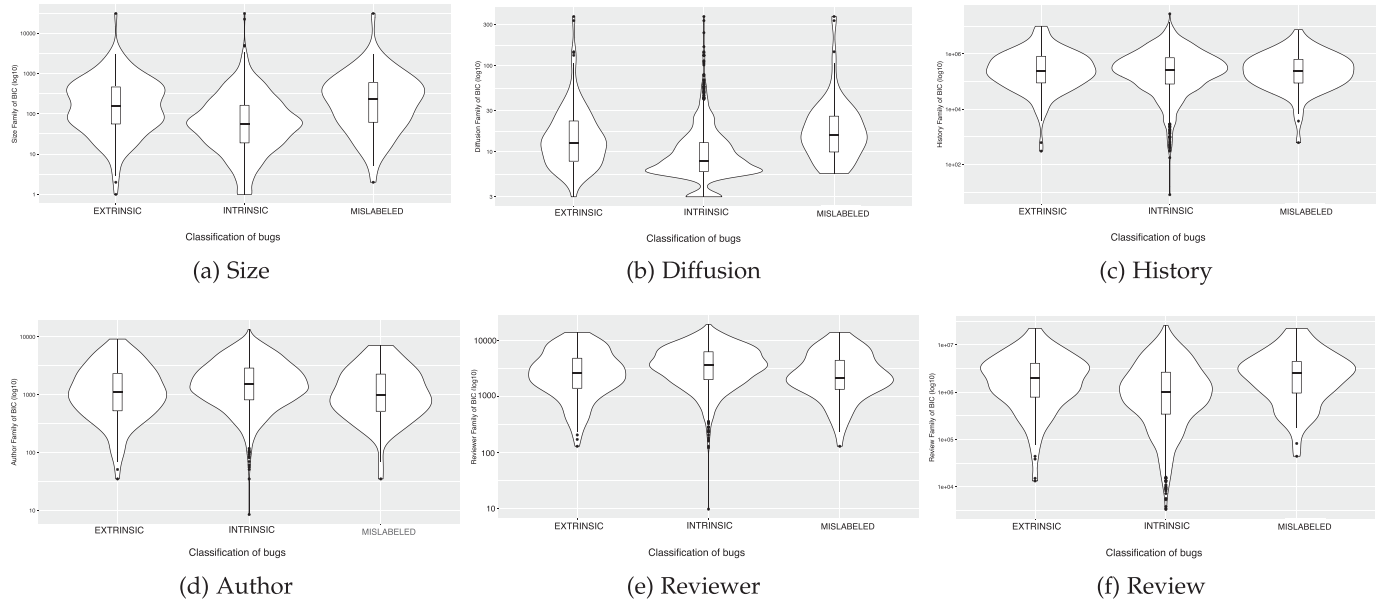 Size Family of BIC (log10)
10000
1000
100
10
1
EXTRINSIC
INTRINSIC
MISLABELED
Classification of bugs
(a) Size
Diffusion Family of BIC (log10)
300
100
30
10
3
EXTRINSIC
INTRINSIC
MISLABELED
Classification of bugs
(b) Diffusion
History Family of BIC (log10)
1e+06
1e+04
1e+02
EXTRINSIC
INTRINSIC
MISLABELED
Classification of bugs
(c) History
Author Family of BIC (log10)
10000
1000
100
10
EXTRINSIC
INTRINSIC
MISLABELED
Classification of bugs
(d) Author
Reviewer Family of BIC (log10)
10000
1000
100
10
EXTRINSIC
INTRINSIC
MISLABELED
Classification of bugs
(e) Reviewer
Review Family of BIC (log10)
1e+07
1e+06
1e+05
1e+04
EXTRINSIC
INTRINSIC
MISLABELED
Classification of bugs
(f) Review